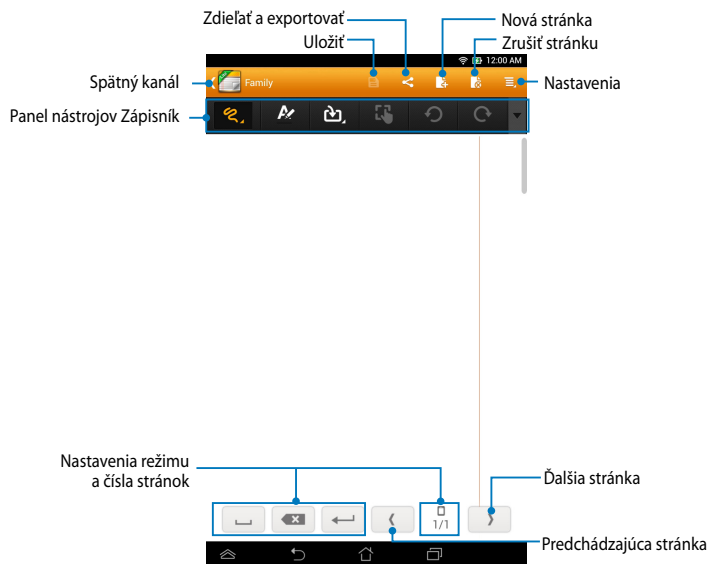 Zdieľať a exportovať
Nová stránka
Uložiť
Zrušiť stránku
12:00 AM
Spätný kanál
Family
Nastavenia
Panel nástrojov Zápisník
Nastavenia režimu
a čísla stránok
Ďalšia stránka
1/1
Predchádzajúca stránka